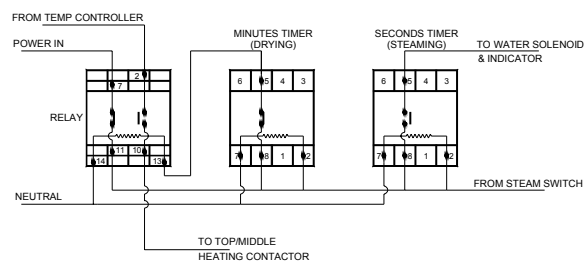 FROM TEMP CONTROLLER
POWER IN
MINUTES TIMER
(DRYING)
SECONDS TIMER
(STEAMING)
TO WATER SOLENOID
& INDICATOR
2
7
6 5 4 3
6 5 4 3
RELAY
11 10
14 13
7 8 1 2
7 8 1 2
FROM STEAM SWITCH
NEUTRAL
TO TOP/MIDDLE
HEATING CONTACTOR